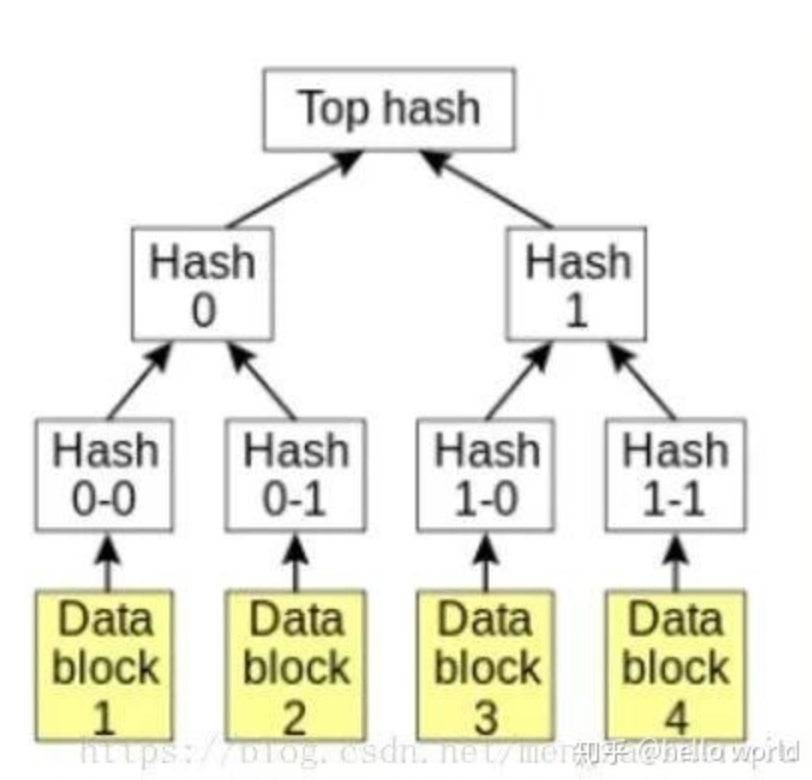 Top hash
Hash
0
Hash
1
Hash
0-0
Hash
0-1
Hash
1-0
Hash
1-1
Data
block
1
Data
block
2
Data
block
3
Data
block
4
https://blog.csdn.net/
知乎 @hello world